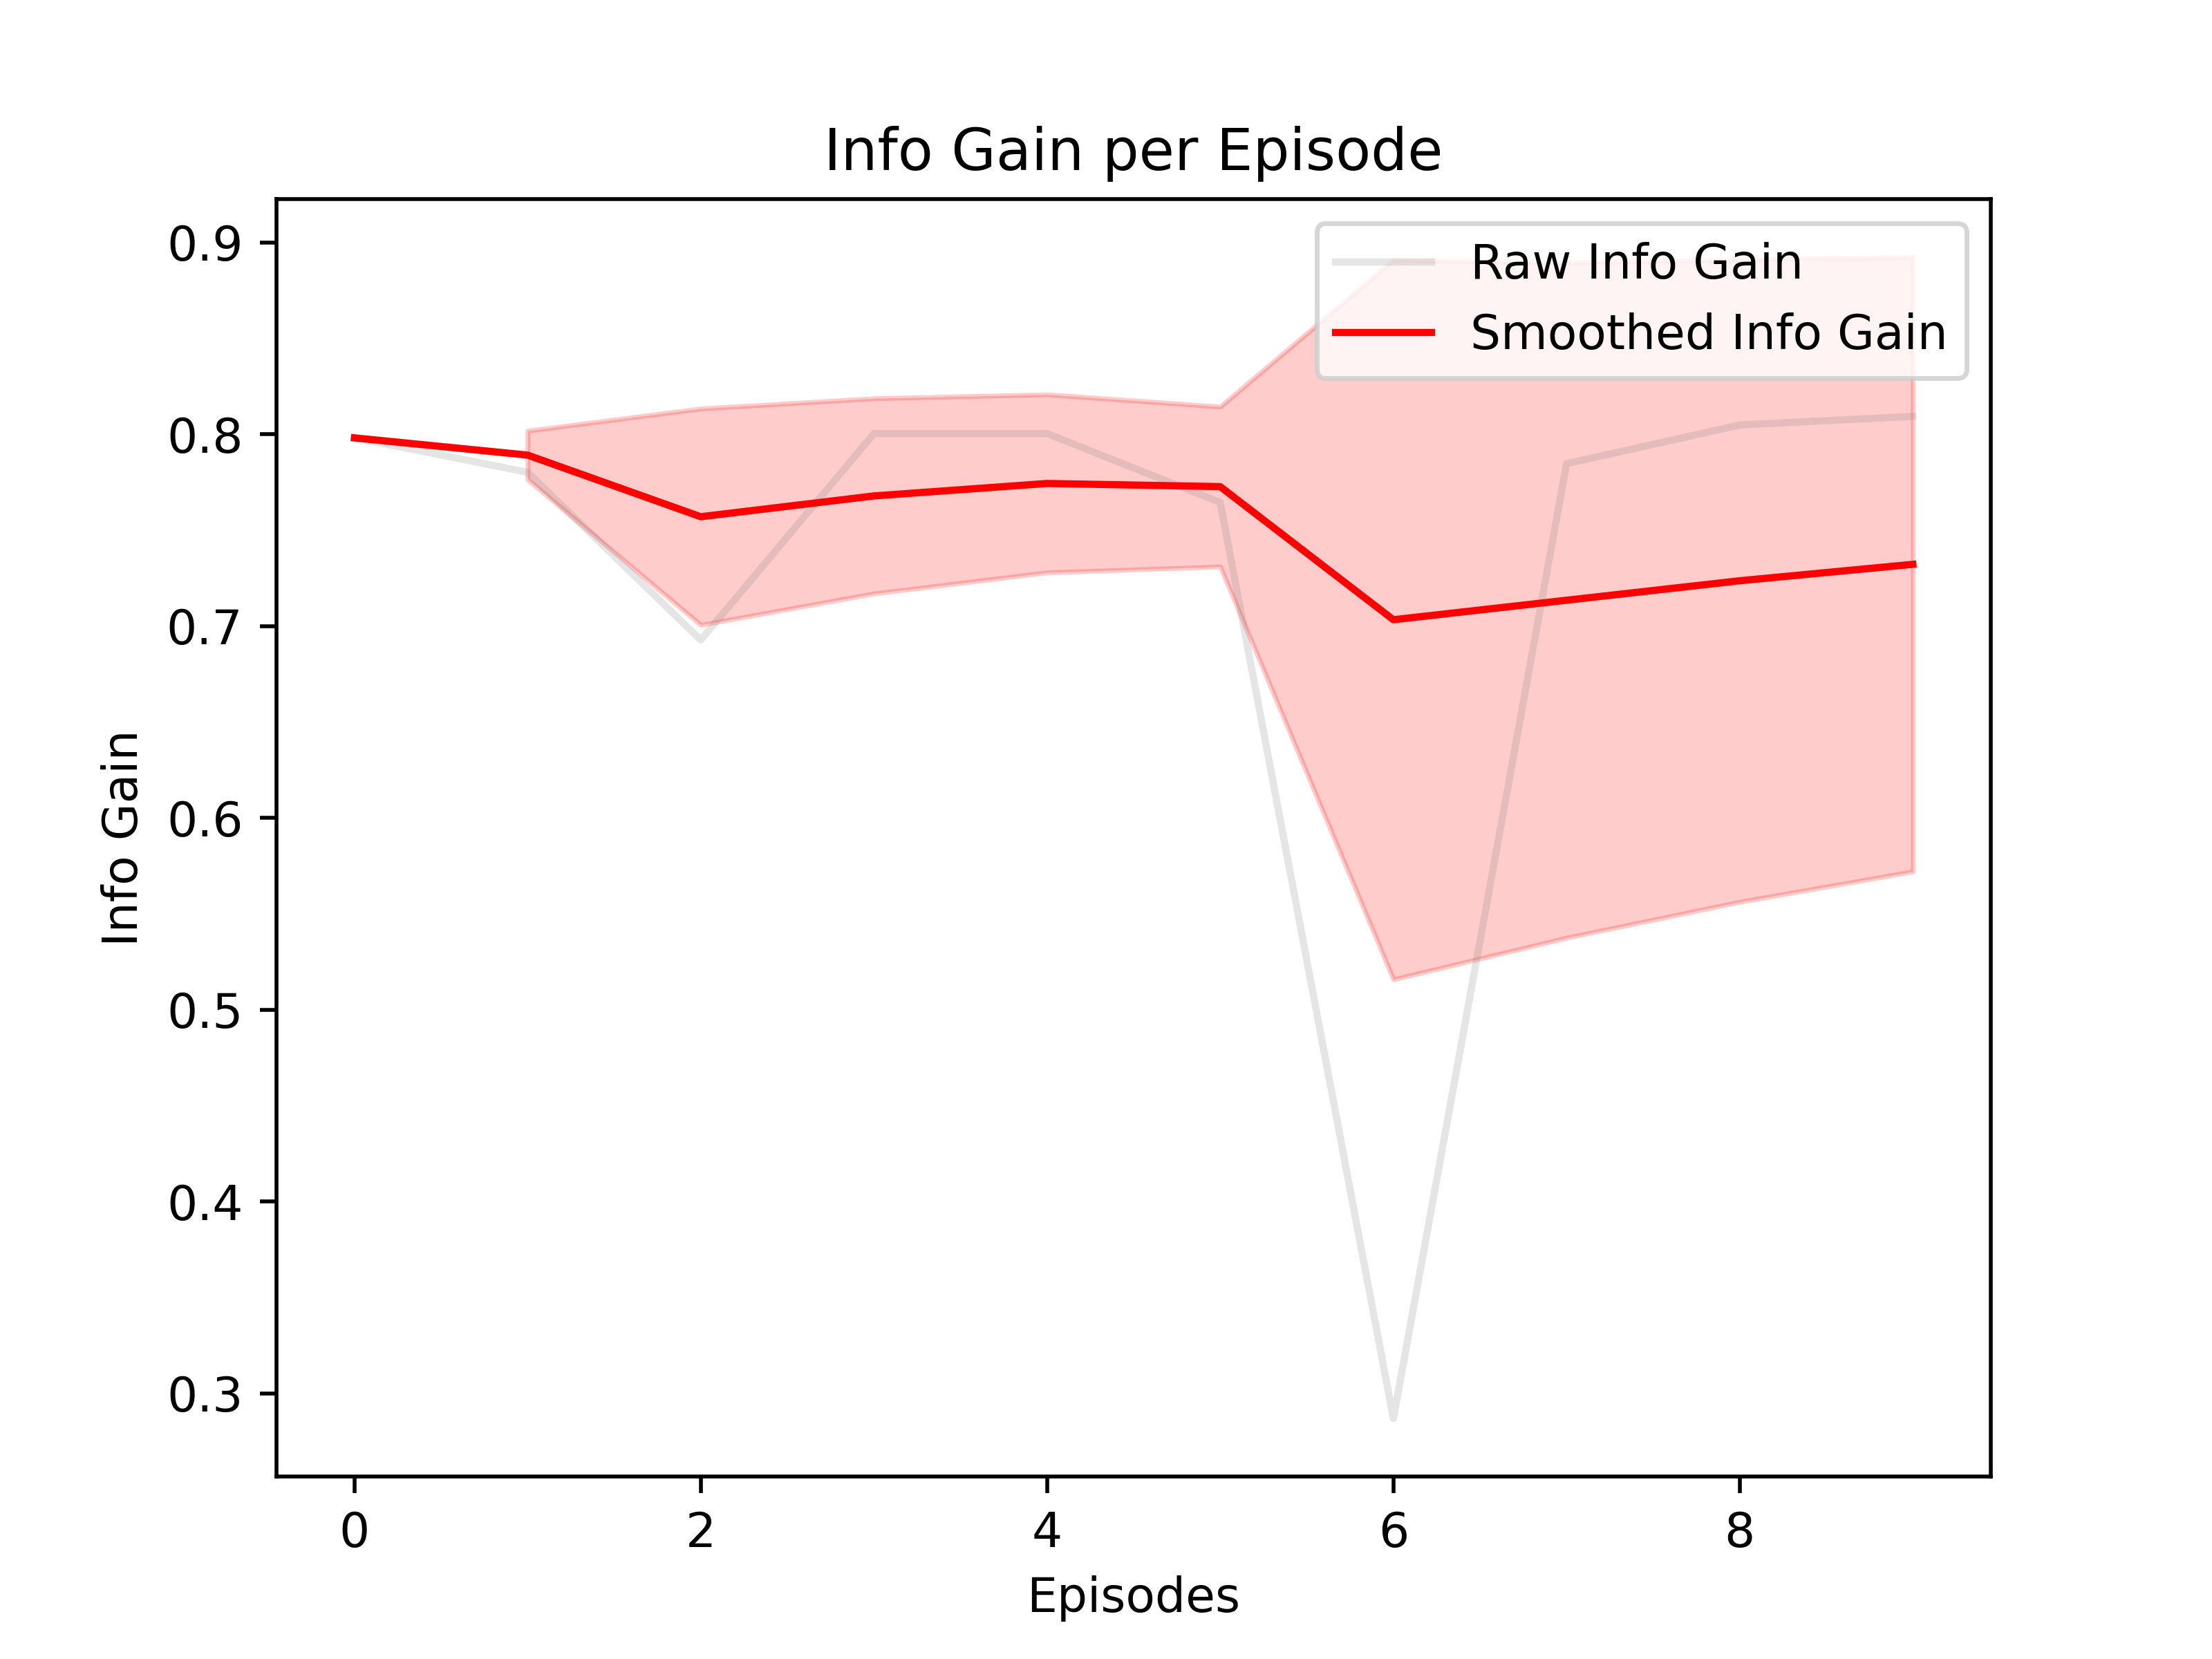 Info Gain per Episode
Raw Info Gain
Smoothed Info Gain
Info Gain
0.9
0.8
0.7
0.6
0.5
0.4
0.3
0 2 4 6 8
Episodes